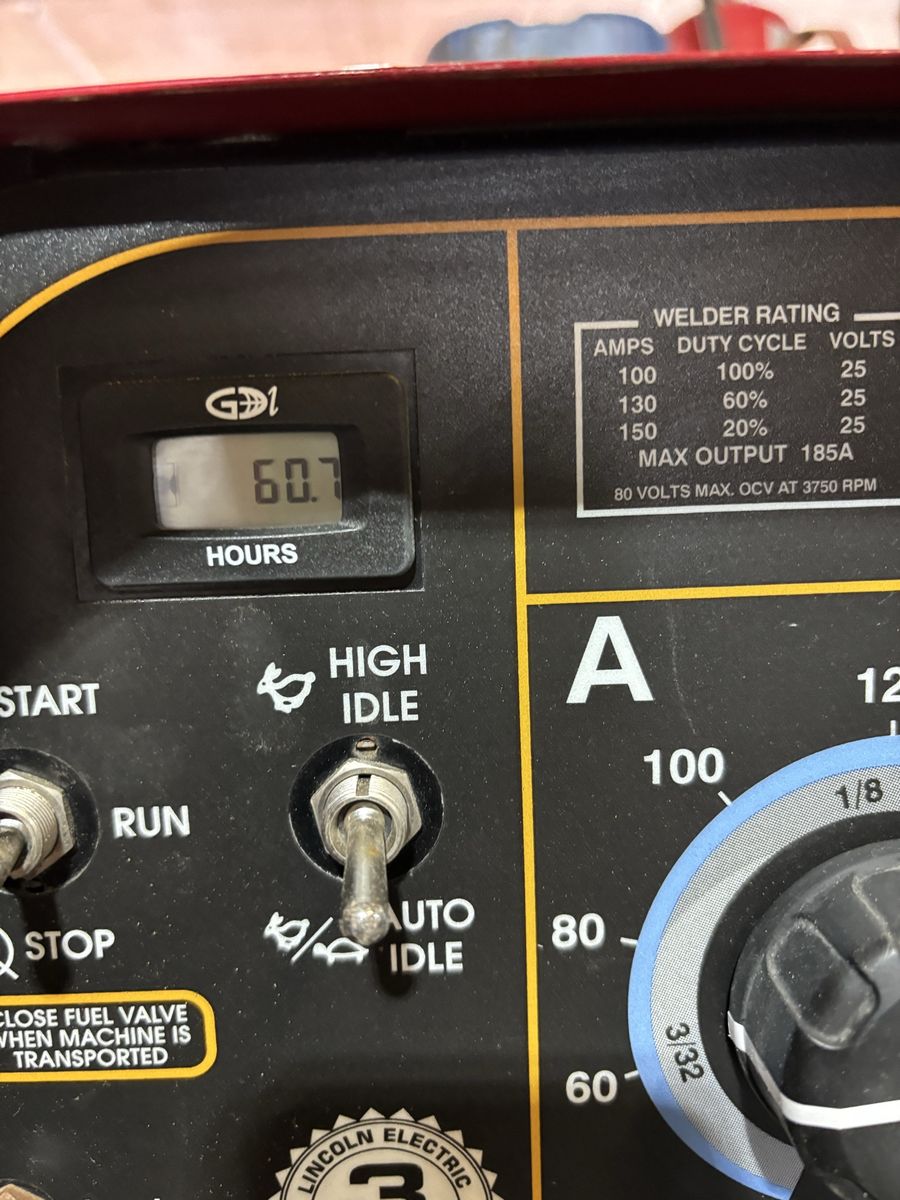 GDI
60.7
HOURS
WELDER RATING
AMPS DUTY CYCLE VOLTS
100 100% 25
130 60% 25
150 20% 25
MAX OUTPUT 185A
80 VOLTS MAX. OCV AT 3750 RPM
START
RUN
STOP
HIGH
IDLE
AUTO
IDLE
CLOSE FUEL VALVE
WHEN MACHINE IS
TRANSPORTED
A
12
100
80
60
1/8
3/32
LINCOLN ELECTRIC
3